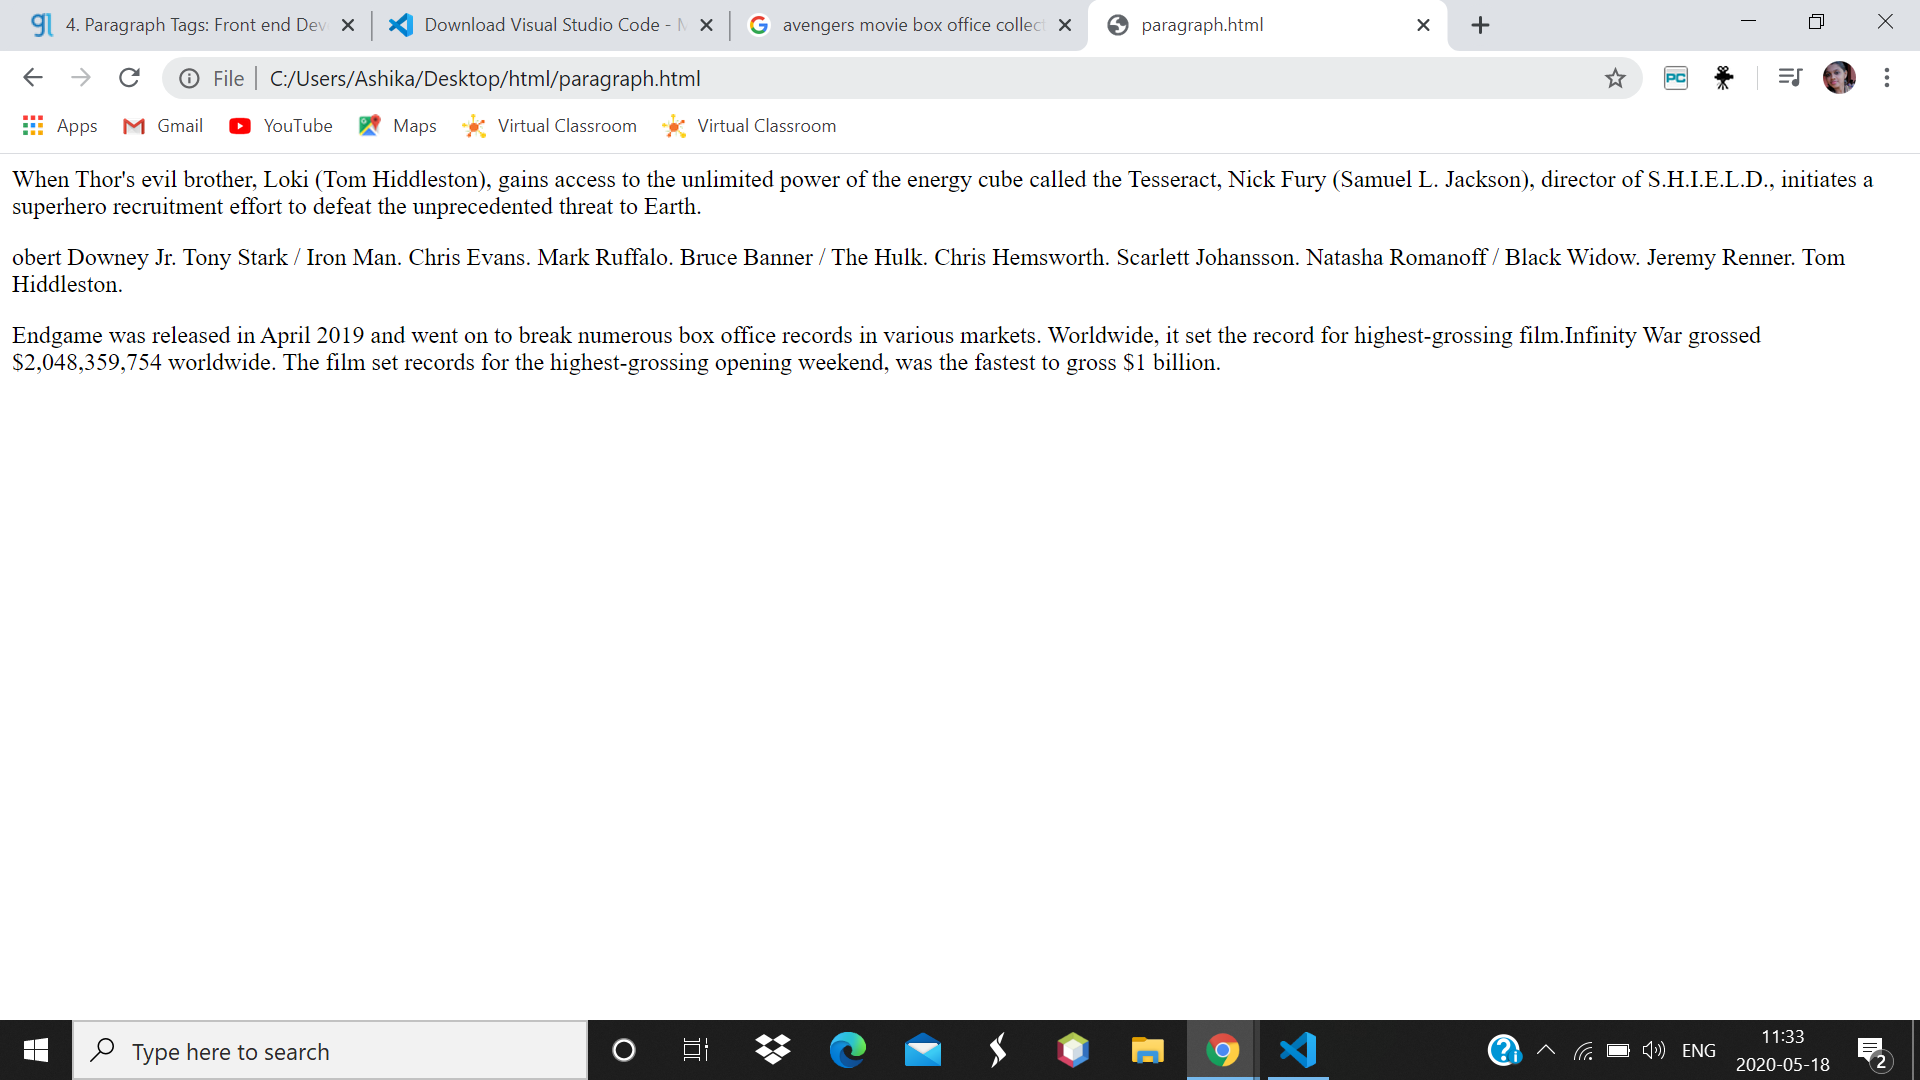 4. Paragraph Tags: Front end Dev
Download Visual Studio Code -
avengers movie box office collect
paragraph.html
File
C:/Users/Ashika/Desktop/html/paragraph.html
PC
Apps
Gmail
YouTube
Maps
Virtual Classroom
Virtual Classroom
When Thor's evil brother, Loki (Tom Hiddleston), gains access to the unlimited power of the energy cube called the Tesseract, Nick Fury (Samuel L. Jackson), director of S.H.I.E.L.D., initiates a
superhero recruitment effort to defeat the unprecedented threat to Earth.
obert Downey Jr. Tony Stark / Iron Man. Chris Evans. Mark Ruffalo. Bruce Banner / The Hulk. Chris Hemsworth. Scarlett Johansson. Natasha Romanoff / Black Widow. Jeremy Renner. Tom
Hiddleston.
Endgame was released in April 2019 and went on to break numerous box office records in various markets. Worldwide, it set the record for highest-grossing film.Infinity War grossed
$2,048,359,754 worldwide. The film set records for the highest-grossing opening weekend, was the fastest to gross $1 billion.
Type here to search
ENG
11:33
2020-05-18
2